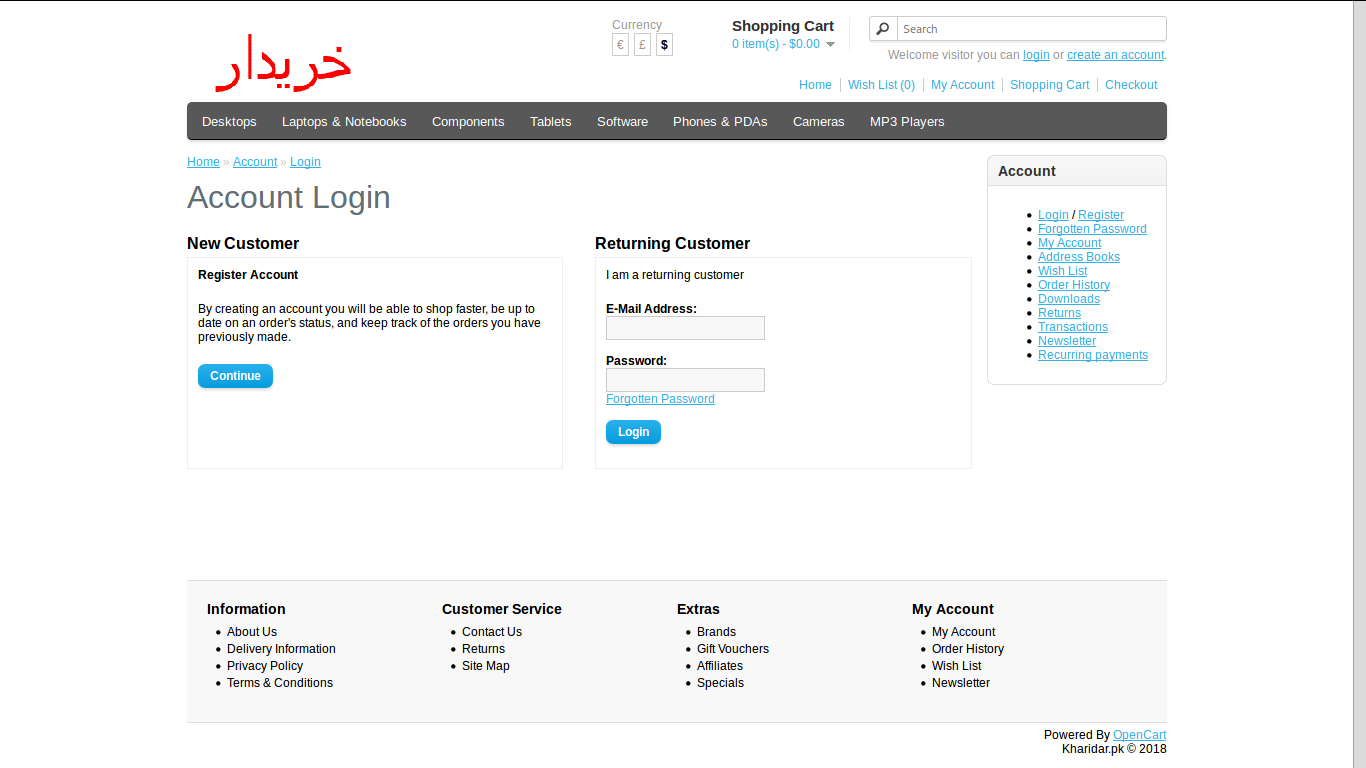 خریدار
Currency
€ £ $
Shopping Cart
0 item(s) - $0.00
Search
Welcome visitor you can login or create an account.
Home Wish List (0) My Account Shopping Cart Checkout
Desktops Laptops & Notebooks Components Tablets Software Phones & PDAs Cameras MP3 Players
Home » Account » Login
Account Login
New Customer
Register Account
By creating an account you will be able to shop faster, be up to
date on an order's status, and keep track of the orders you have
previously made.
Continue
Returning Customer
I am a returning customer
E-Mail Address:
Password:
Forgotten Password
Login
Account
Login / Register
Forgotten Password
My Account
Address Books
Wish List
Order History
Downloads
Returns
Transactions
Newsletter
Recurring payments
Information
About Us
Delivery Information
Privacy Policy
Terms & Conditions
Customer Service
Contact Us
Returns
Site Map
Extras
Brands
Gift Vouchers
Affiliates
Specials
My Account
My Account
Order History
Wish List
Newsletter
Powered By OpenCart
Kharidar.pk © 2018